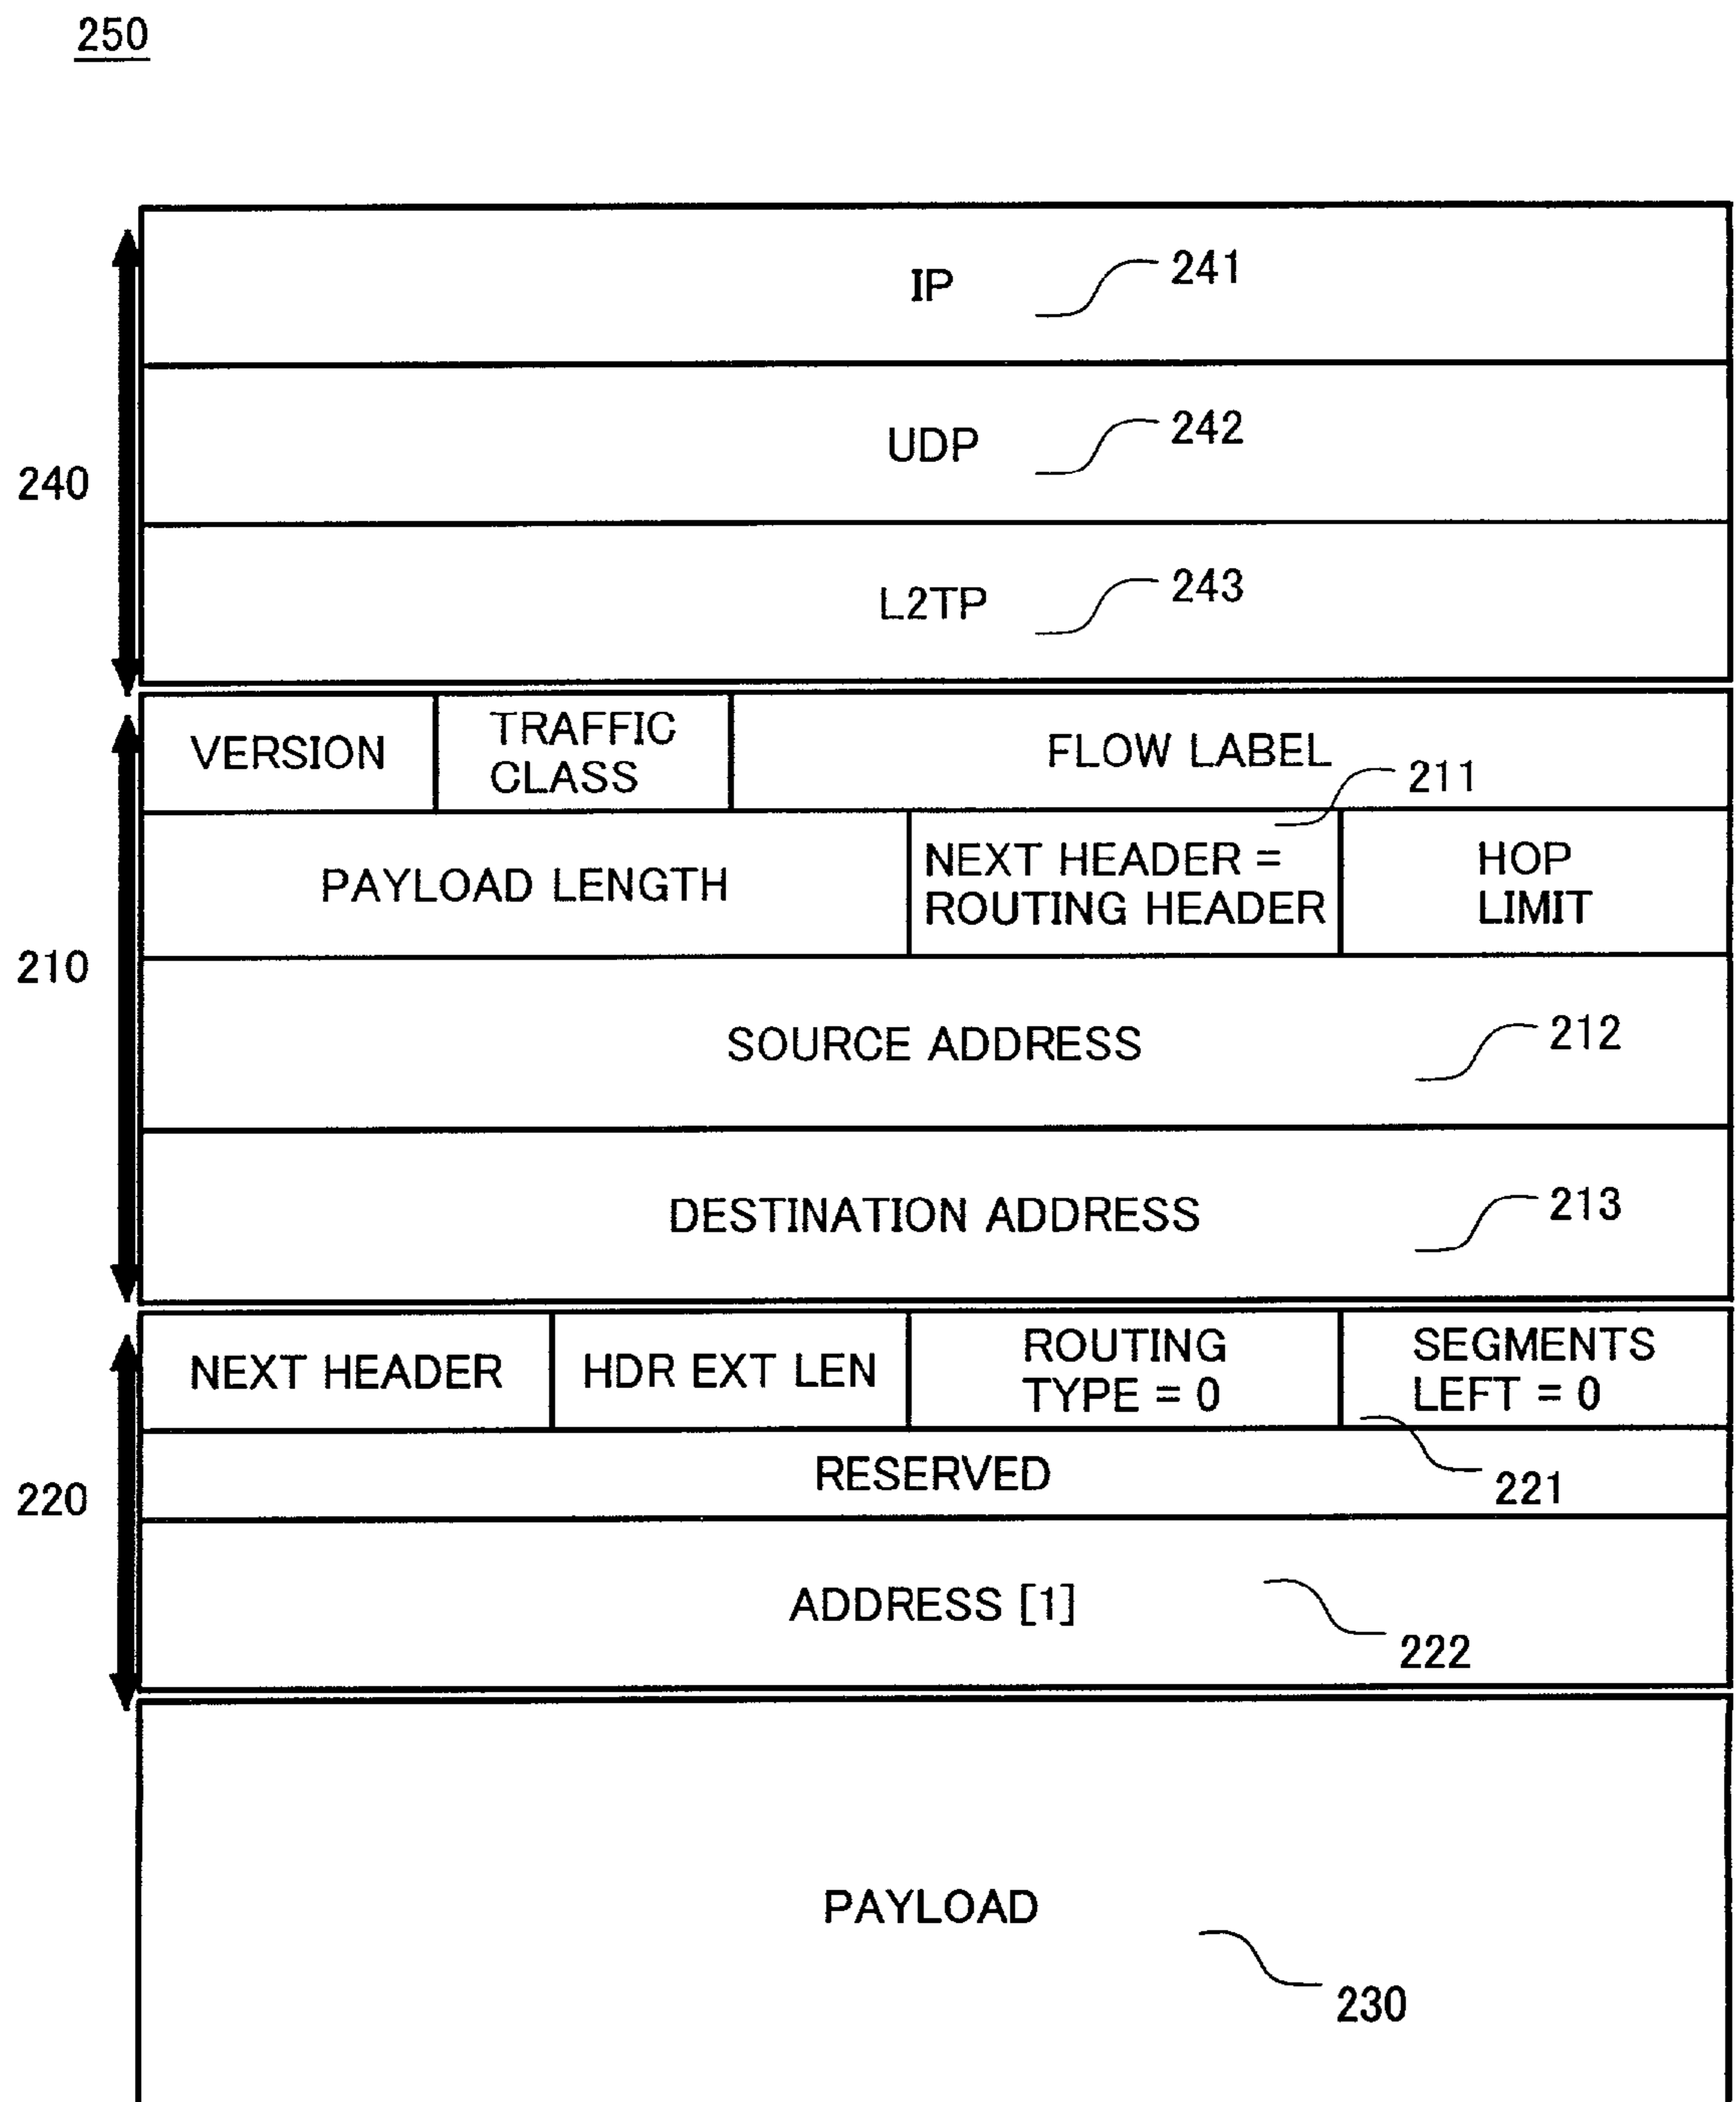 250
IP
241
UDP
242
240
L2TP
243
VERSION
TRAFFIC
CLASS
FLOW LABEL
211
PAYLOAD LENGTH
NEXT HEADER =
ROUTING HEADER
HOP
LIMIT
210
SOURCE ADDRESS
212
DESTINATION ADDRESS
213
NEXT HEADER
HDR EXT LEN
ROUTING
TYPE = 0
SEGMENTS
LEFT = 0
220
RESERVED
221
ADDRESS [1]
222
PAYLOAD
230